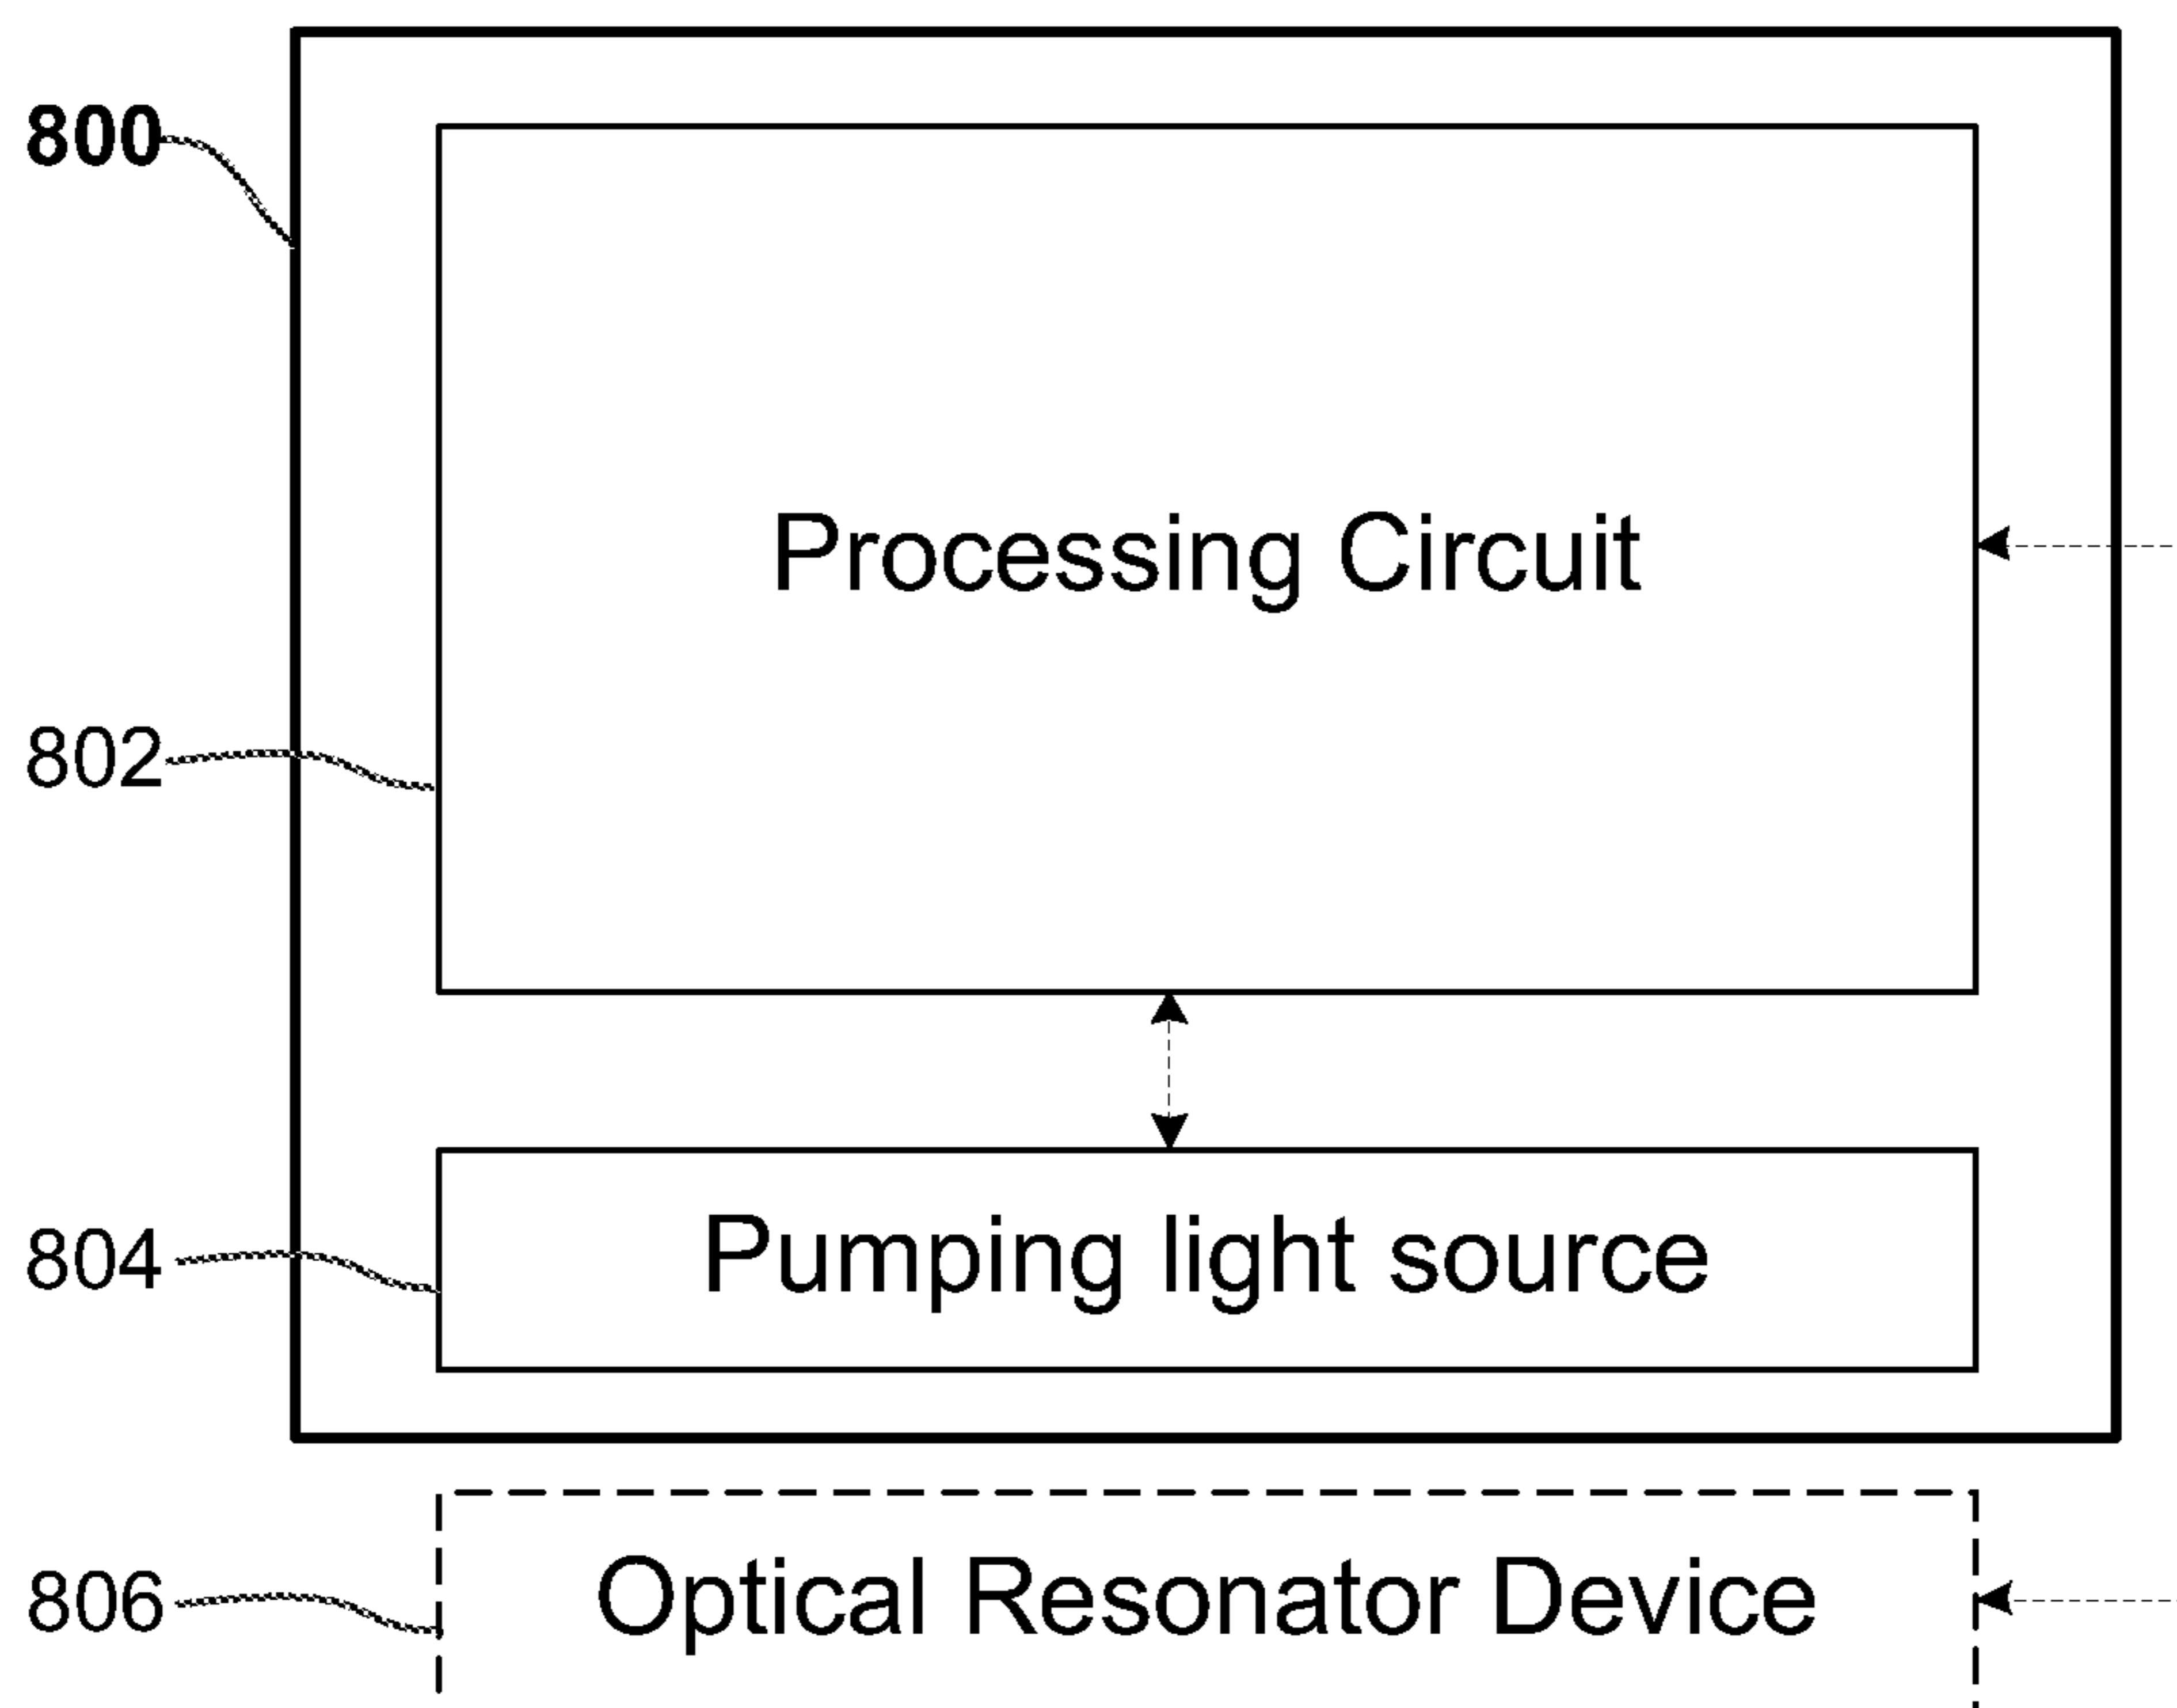 800
Processing Circuit
802
804
Pumping light source
806
Optical Resonator Device